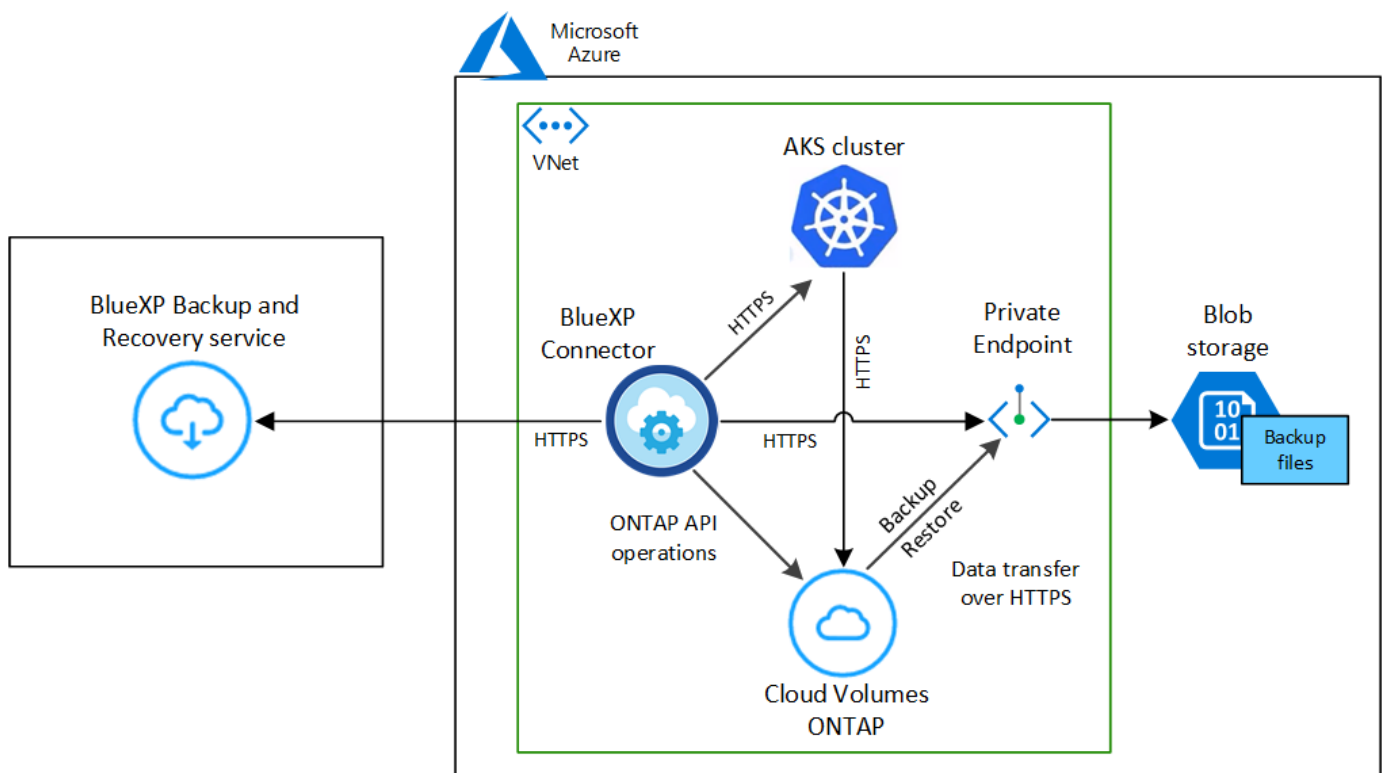 Microsoft
Azure
VNet
AKS cluster
BlueXP Backup and
Recovery service
BlueXP
Connector
HTTPS
HTTPS
Private
Endpoint
Blob
storage
10
01
Backup
files
HTTPS
HTTPS
ONTAP API
operations
Backup
Restore
Data transfer
over HTTPS
Cloud Volumes
ONTAP